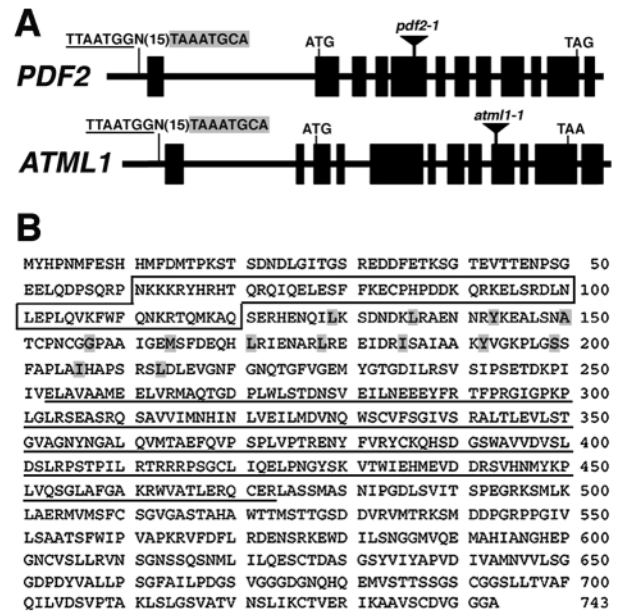 A
TTAATGGN(15)TAAATGCA ATG pdf2-1 TAG
PDF2
TTAATGGN(15)TAAATGCA ATG atml1-1 TAA
ATML1
B
MYHPNMFESH HMFDMTPKST SDNDLGITGS REDDFETKSG TEVTTENPSG 50
EELQDPSQRP NKKKRYHRHT QRQIQELESF FKECPHPDDK QRKELSRDLN 100
LEPLQVKFWF QNKRTQMKAQ SERHENQILK SDNDKLRAEN NRYKEALSNA 150
TCPNCGGPAA IGEMSFDEQH LRIENARLRE EIDRISAIAA KYVGKPLGSS 200
FAPLAIHAPS RSLDLEVGNF GNQTGFVGEM YGTGDILRSV SIPSETDKPI 250
IVELAVAAME ELVRMAQTGD PLWLSTDNSV EILNEEEYFR TFPRGIGPKP 300
LGLRSEASRQ SAVVIMNHIN LVEILMDVNQ WSCVFSGIVS RALTLEVLST 350
GVAGNYNGAL QVMTAEFQVP SPLVPTRENY FVRYCKQHSD GSWAVVDVSL 400
DSLRPSTPIL RTRRRPSGCL IQELPNGYSK VTWIEHMEVD DRSVHNMYKP 450
LVQSGLAFGA KRWVATLERQ CERLASSMAS NIPGDLSVIT SPEGRKSMLK 500
LAERMVMSFC SGVGASTAHA WTTMSTTGSD DVRVMTRKSM DDPGRPPGIV 550
LSAATSFWIP VAPKRVFDFL RDENSRKEWD ILSNGGMVQE MAHIANGHEP 600
GNCVSLLRVN SGNSSQSNML ILQESCTDAS GSYVIYAPVD IVAMNVVLSG 650
GDPDYVALLP SGFAILPDGS VGGGDGNQHQ EMVSTTSSGS CGGSLLTVAF 700
QILVDSVPTA KLSLGSVATV NSLIKCTVER IKAAVSCDVG GGA 743